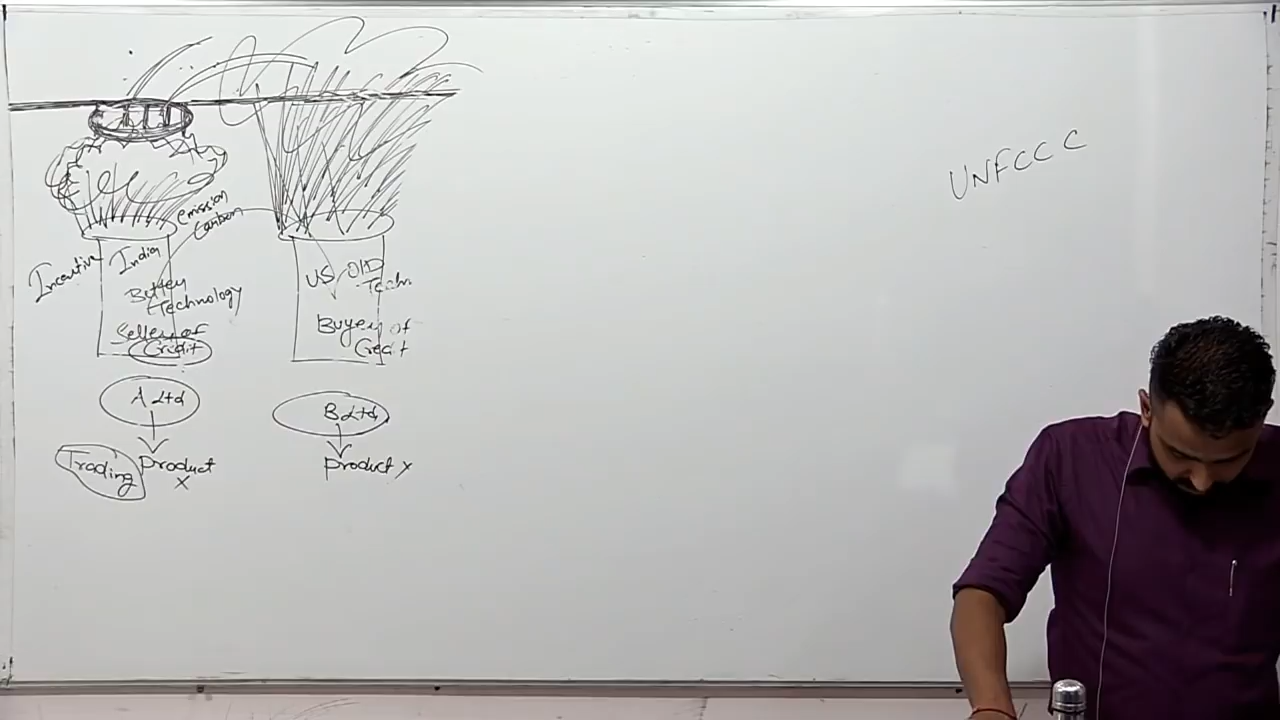 UNFCCC
emission
carbon
Incentive
India
Better
Technology
Seller of
Credit
US OlD
Techn
Buyer of
Credit
A Ltd
B Ltd
Trading
product
X
product x